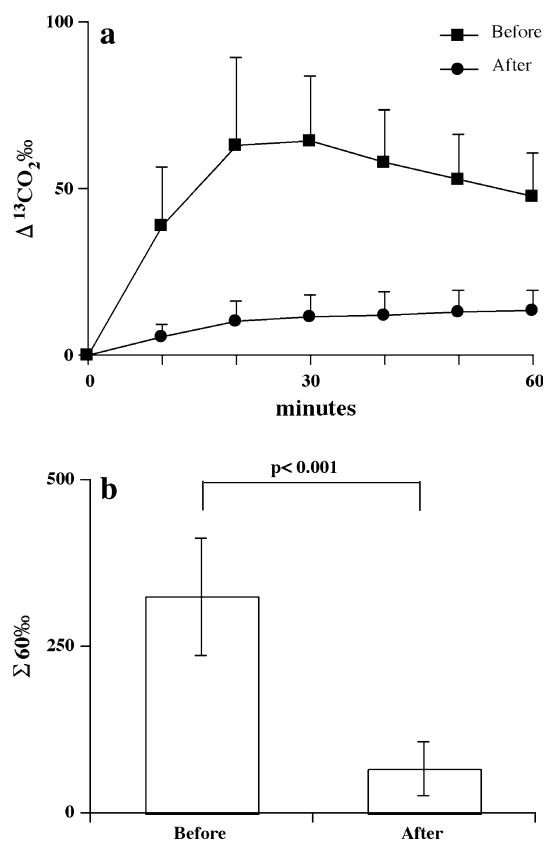 100
a
Before
After
Δ ¹³CO₂‰
50
0
0
30
60
minutes
b
p< 0.001
500
Σ 60‰
250
0
Before
After